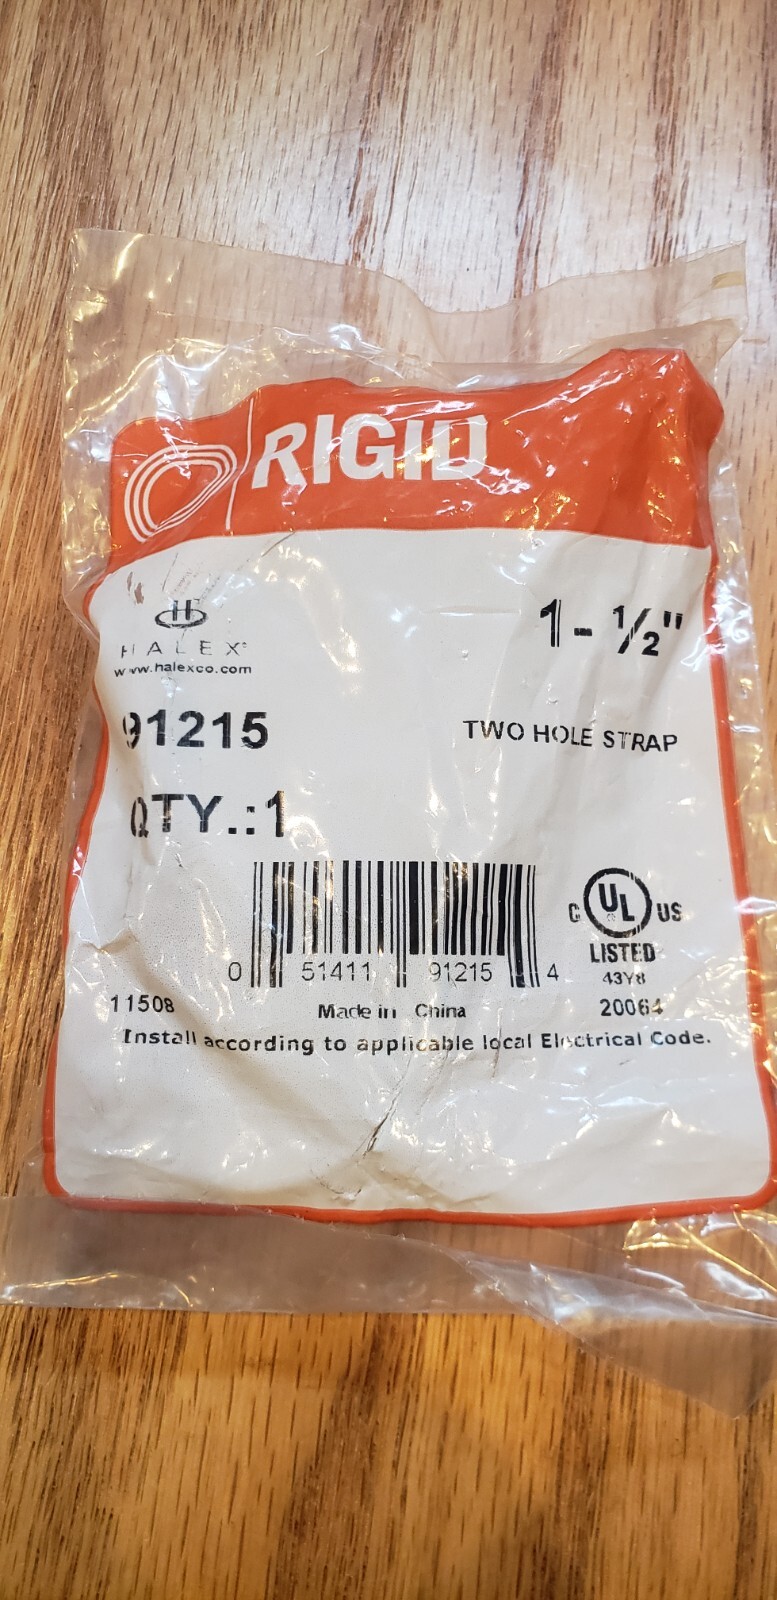 RIGID
HALEX®
www.halexco.com
1-½"
91215
TWO HOLE STRAP
QTY.:1
C UL US
LISTED
43Y8
0 51411 91215 4
11508 Made in China 20064
Install according to applicable local Electrical Code.